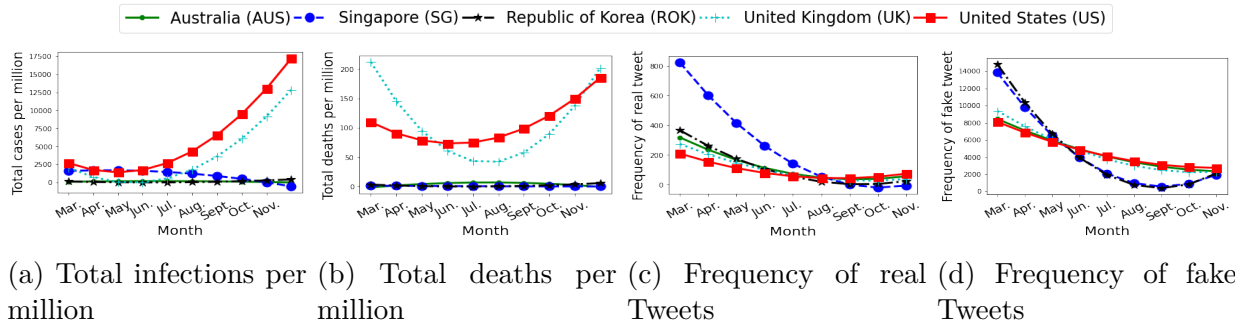 Australia (AUS) Singapore (SG) Republic of Korea (ROK) United Kingdom (UK) United States (US)
Total cases per million
17500
15000
12500
10000
7500
5000
2500
0
Mar. Apr. May Jun. Jul. Aug. Sept. Oct. Nov.
Month
Total deaths per million
200
150
100
50
0
Mar. Apr. May Jun. Jul. Aug. Sept. Oct. Nov.
Month
Frequency of real tweet
800
600
400
200
0
Mar. Apr. May Jun. Jul. Aug. Sept. Oct. Nov.
Month
Frequency of fake tweet
14000
12000
10000
8000
6000
4000
2000
0
Mar. Apr. May Jun. Jul. Aug. Sept. Oct. Nov.
Month
(a) Total infections per
million
(b) Total deaths per
million
(c) Frequency of real
Tweets
(d) Frequency of fake
Tweets